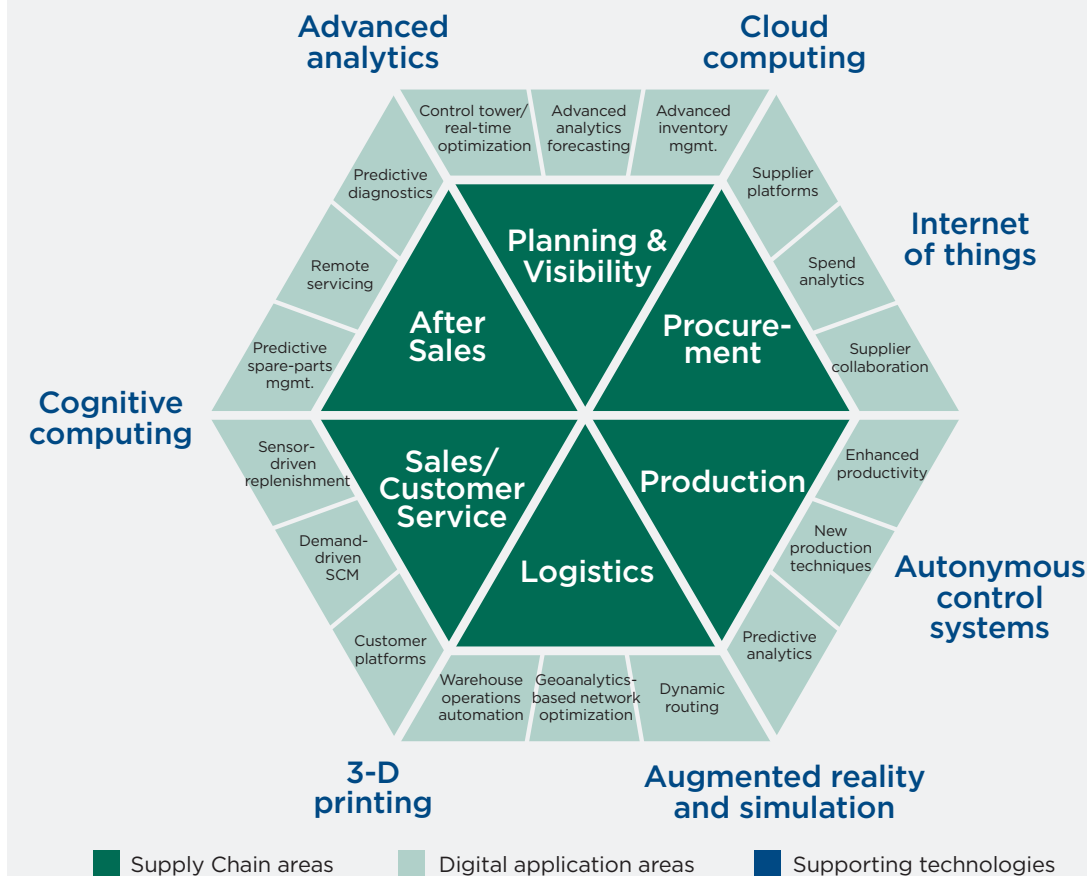 Advanced
analytics
Cloud
computing
Control tower/
real-time
optimization
Advanced
analytics
forecasting
Advanced
inventory
mgmt.
Predictive
diagnostics
Supplier
platforms
Planning &
Visibility
Internet
of things
Remote
servicing
Spend
analytics
After
Sales
Procure-
ment
Predictive
spare-parts
mgmt.
Supplier
collaboration
Cognitive
computing
Sensor-
driven
replenishment
Sales/
Customer
Service
Production
Enhanced
productivity
Demand-
driven
SCM
New
production
techniques
Logistics
Autonomous
control
systems
Customer
platforms
Predictive
analytics
Warehouse
operations
automation
Geoanalytics-
based network
optimization
Dynamic
routing
3-D
printing
Augmented reality
and simulation
Supply Chain areas
Digital application areas
Supporting technologies